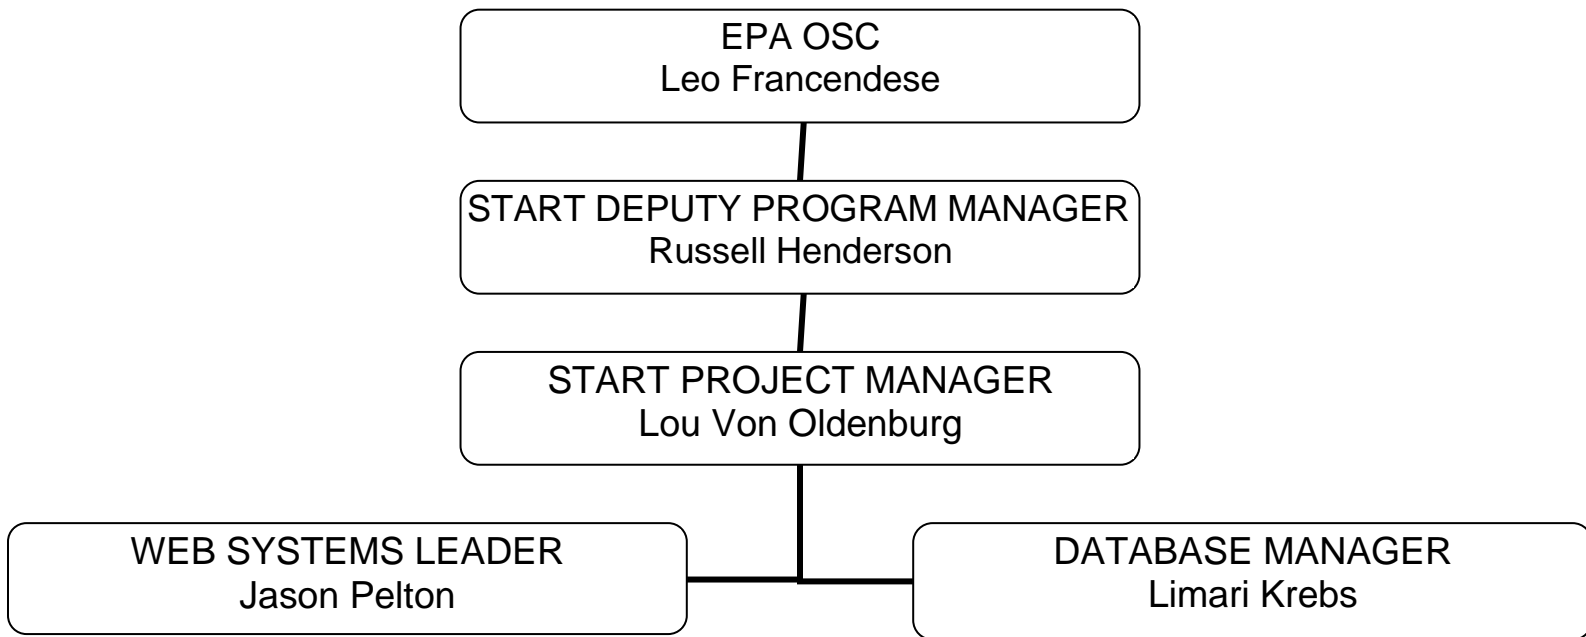 EPA OSC
Leo Francendese
START DEPUTY PROGRAM MANAGER
Russell Henderson
START PROJECT MANAGER
Lou Von Oldenburg
WEB SYSTEMS LEADER
Jason Pelton
DATABASE MANAGER
Limari Krebs